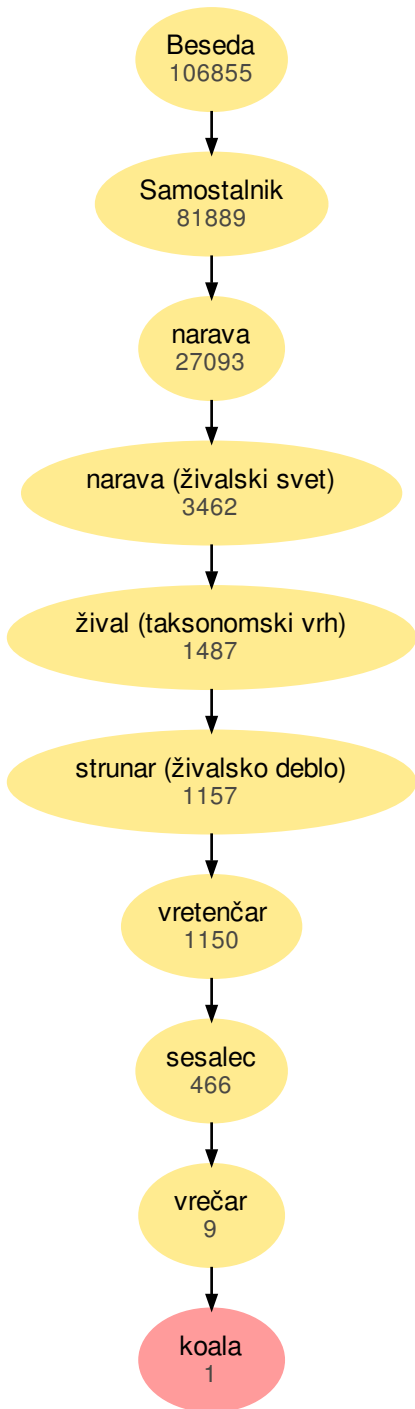 Beseda
106855
Samostalnik
81889
narava
27093
narava (živalski svet)
3462
žival (taksonomski vrh)
1487
strunar (živalsko deblo)
1157
vretenčar
1150
sesalec
466
vrečar
9
koala
1